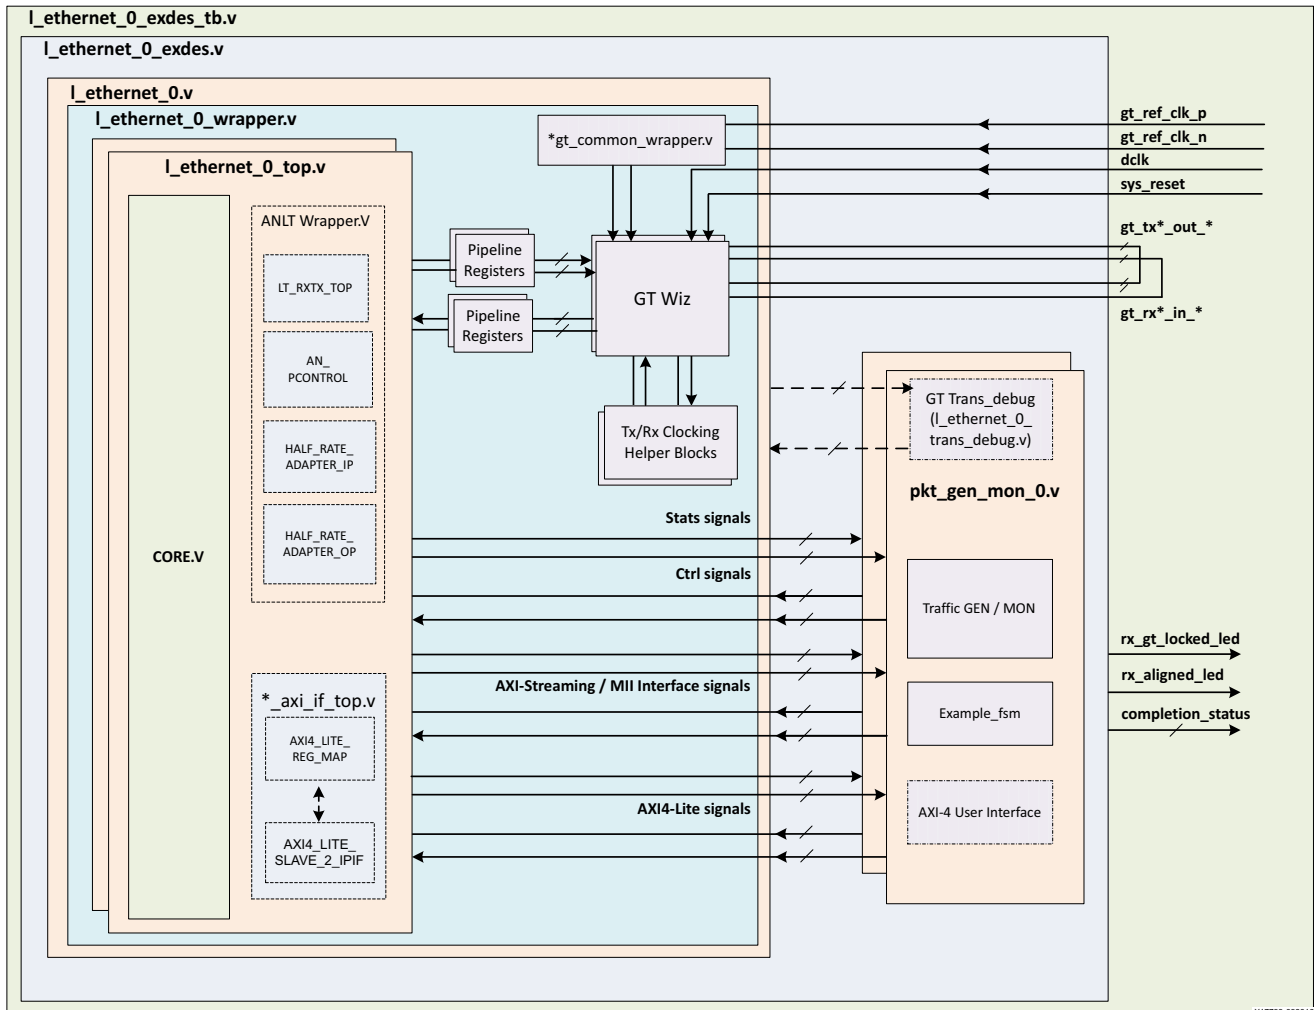 l_ethernet_0_exdes_tb.v
l_ethernet_0_exdes.v
l_ethernet_0.v
l_ethernet_0_wrapper.v
l_ethernet_0_top.v
CORE.V
ANLT Wrapper.V
LT_RXTX_TOP
AN_
PCONTROL
HALF_RATE_
ADAPTER_IP
HALF_RATE_
ADAPTER_OP
*_axi_if_top.v
AXI4_LITE_
REG_MAP
AXI4_LITE_
SLAVE_2_IPIF
Pipeline
Registers
Pipeline
Registers
*gt_common_wrapper.v
GT Wiz
Tx/Rx Clocking
Helper Blocks
Stats signals
Ctrl signals
AXI-Streaming / MII Interface signals
AXI4-Lite signals
gt_ref_clk_p
gt_ref_clk_n
dclk
sys_reset
gt_tx*_out_*
gt_rx*_in_*
GT Trans_debug
(l_ethernet_0_
trans_debug.v)
pkt_gen_mon_0.v
Traffic GEN / MON
Example_fsm
AXI-4 User Interface
rx_gt_locked_led
rx_aligned_led
completion_status